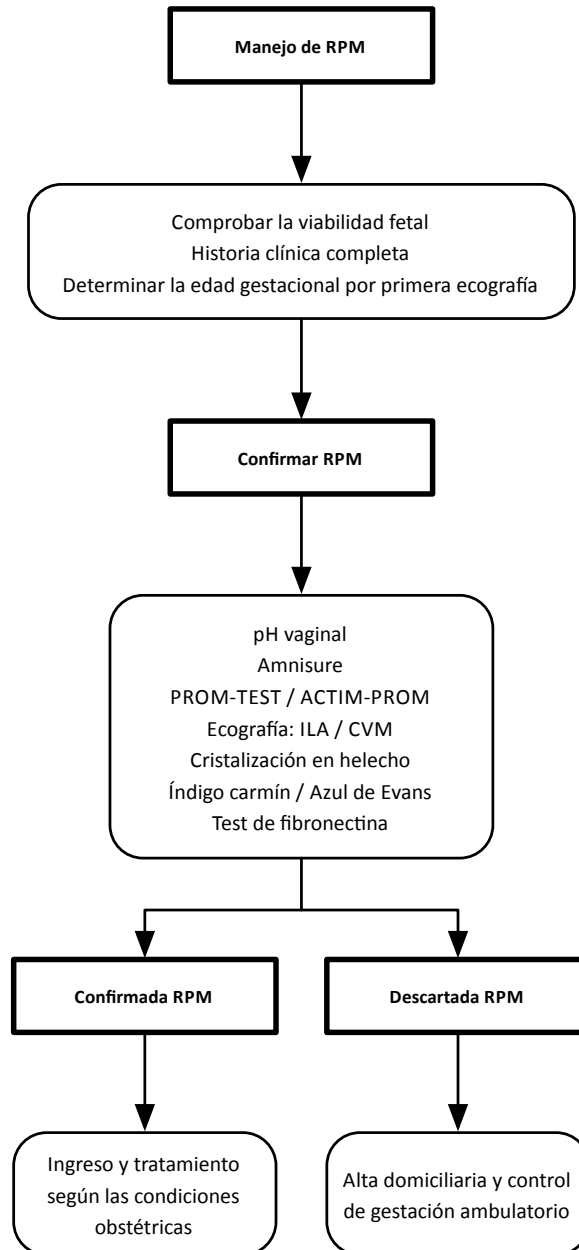 Manejo de RPM
Comprobar la viabilidad fetal
Historia clínica completa
Determinar la edad gestacional por primera ecografía
Confirmar RPM
pH vaginal
Amnisure
PROM-TEST / ACTIM-PROM
Ecografía: ILA / CVM
Cristalización en helecho
Índigo carmín / Azul de Evans
Test de fibronectina
Confirmada RPM
Descartada RPM
Ingreso y tratamiento
según las condiciones
obstétricas
Alta domiciliaria y control
de gestación ambulatorio